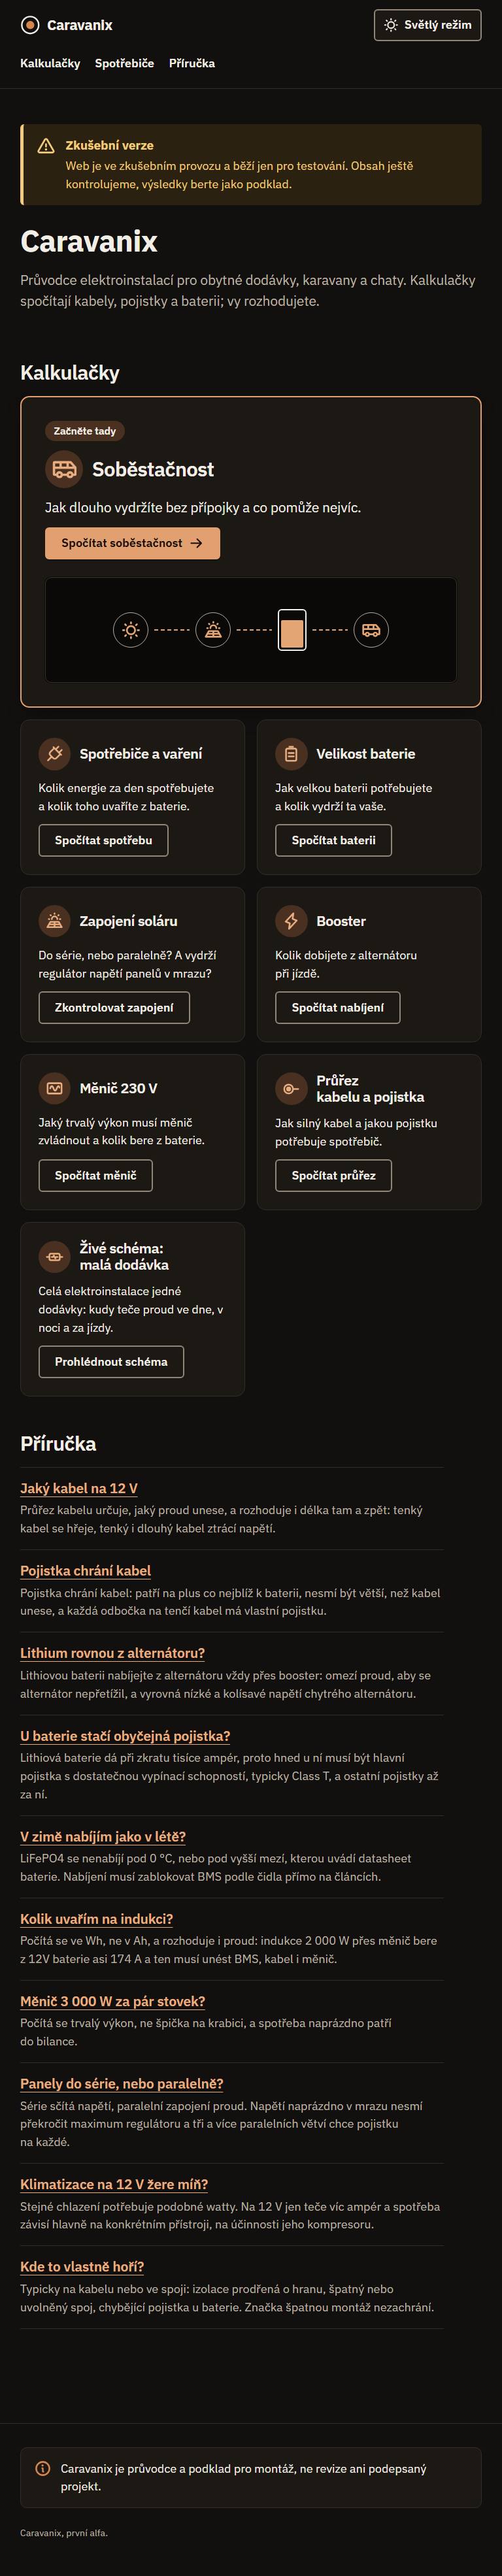 Caravanix
Světlý režim
Kalkulačky Spotřebiče Příručka
Zkušební verze
Web je ve zkušebním provozu a běží jen pro testování. Obsah ještě
kontrolujeme, výsledky berte jako podklad.
Caravanix
Průvodce elektroinstalací pro obytné dodávky, karavany a chaty. Kalkulačky
spočítají kabely, pojistky a baterii; vy rozhodujete.
Kalkulačky
Začněte tady
Soběstačnost
Jak dlouho vydržíte bez přípojky a co pomůže nejvíc.
Spočítat soběstačnost
Spotřebiče a vaření
Kolik energie za den spotřebujete
a kolik toho uvaříte z baterie.
Spočítat spotřebu
Velikost baterie
Jak velkou baterii potřebujete
a kolik vydrží ta vaše.
Spočítat baterii
Zapojení soláru
Do série, nebo paralelně? A vydrží
regulátor napětí panelů v mrazu?
Zkontrolovat zapojení
Booster
Kolik dobijete z alternátoru
při jízdě.
Spočítat nabíjení
Měnič 230 V
Jaký trvalý výkon musí měnič
zvládnout a kolik bere z baterie.
Spočítat měnič
Průřez
kabelu a pojistka
Jak silný kabel a jakou pojistku
potřebuje spotřebič.
Spočítat průřez
Živé schéma:
malá dodávka
Celá elektroinstalace jedné
dodávky: kudy teče proud ve dne, v
noci a za jízdy.
Prohlédnout schéma
Příručka
Jaký kabel na 12 V
Průřez kabelu určuje, jaký proud unese, a rozhoduje i délka tam a zpět: tenký
kabel se hřeje, tenký i dlouhý kabel ztrácí napětí.
Pojistka chrání kabel
Pojistka chrání kabel: patří na plus co nejblíž k baterii, nesmí být větší, než kabel
unese, a každá odbočka na tenčí kabel má vlastní pojistku.
Lithium rovnou z alternátoru?
Lithiovou baterii nabíjejte z alternátoru vždy přes booster: omezí proud, aby se
alternátor nepřetížil, a vyrovná nízké a kolísavé napětí chytrého alternátoru.
U baterie stačí obyčejná pojistka?
Lithiová baterie dá při zkratu tisíce ampér, proto hned u ní musí být hlavní
pojistka s dostatečnou vypínací schopností, typicky Class T, a ostatní pojistky až
za ní.
V zimě nabíjím jako v létě?
LiFePO4 se nenabíjí pod 0 °C, nebo pod vyšší mezí, kterou uvádí datasheet
baterie. Nabíjení musí zablokovat BMS podle čidla přímo na článcích.
Kolik uvařím na indukci?
Počítá se ve Wh, ne v Ah, a rozhoduje i proud: indukce 2 000 W přes měnič bere
z 12V baterie asi 174 A a ten musí unést BMS, kabel i měnič.
Měnič 3 000 W za pár stovek?
Počítá se trvalý výkon, ne špička na krabici, a spotřeba naprázdno patří
do bilance.
Panely do série, nebo paralelně?
Série sčítá napětí, paralelní zapojení proud. Napětí naprázdno v mrazu nesmí
překročit maximum regulátoru a tři a více paralelních větví chce pojistku
na každé.
Klimatizace na 12 V žere míň?
Stejné chlazení potřebuje podobné watty. Na 12 V jen teče víc ampér a spotřeba
závisí hlavně na konkrétním přístroji, na účinnosti jeho kompresoru.
Kde to vlastně hoří?
Typicky na kabelu nebo ve spoji: izolace prodřená o hranu, špatný nebo
uvolněný spoj, chybějící pojistka u baterie. Značka špatnou montáž nezachrání.
Caravanix je průvodce a podklad pro montáž, ne revize ani podepsaný
projekt.
Caravanix, první alfa.